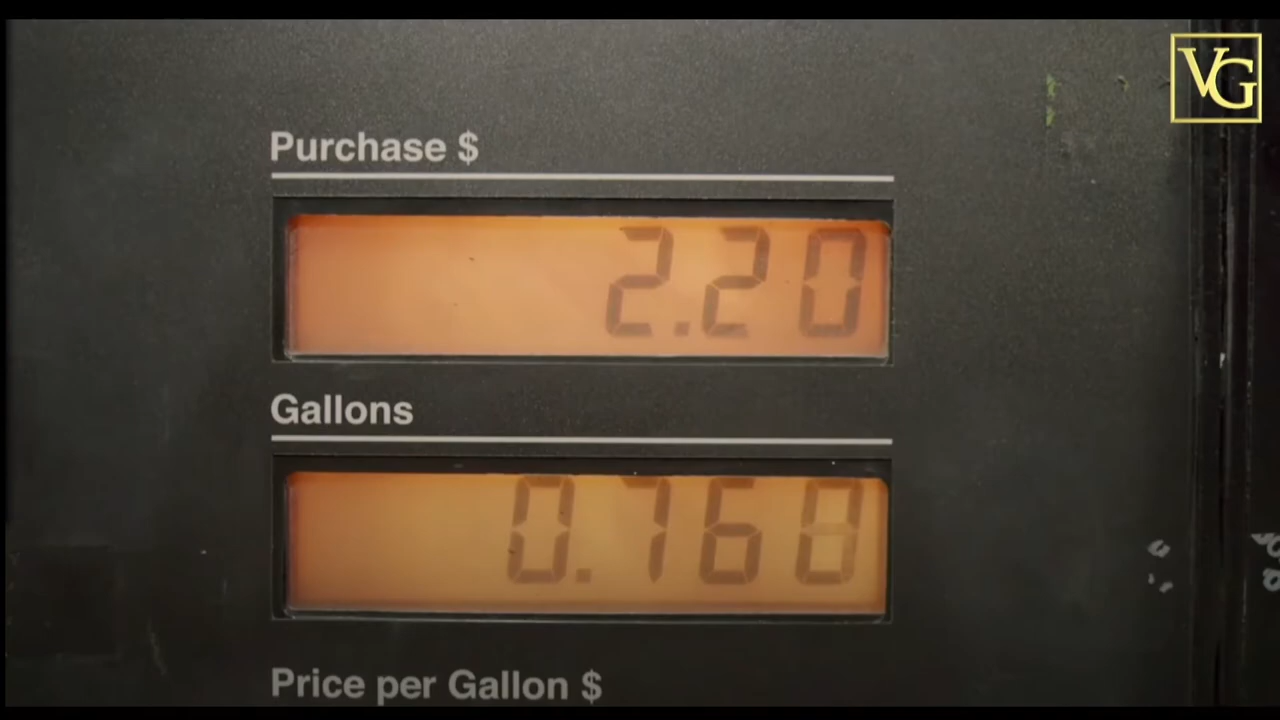 VG
Purchase $
2.20
Gallons
0.760
Price per Gallon $